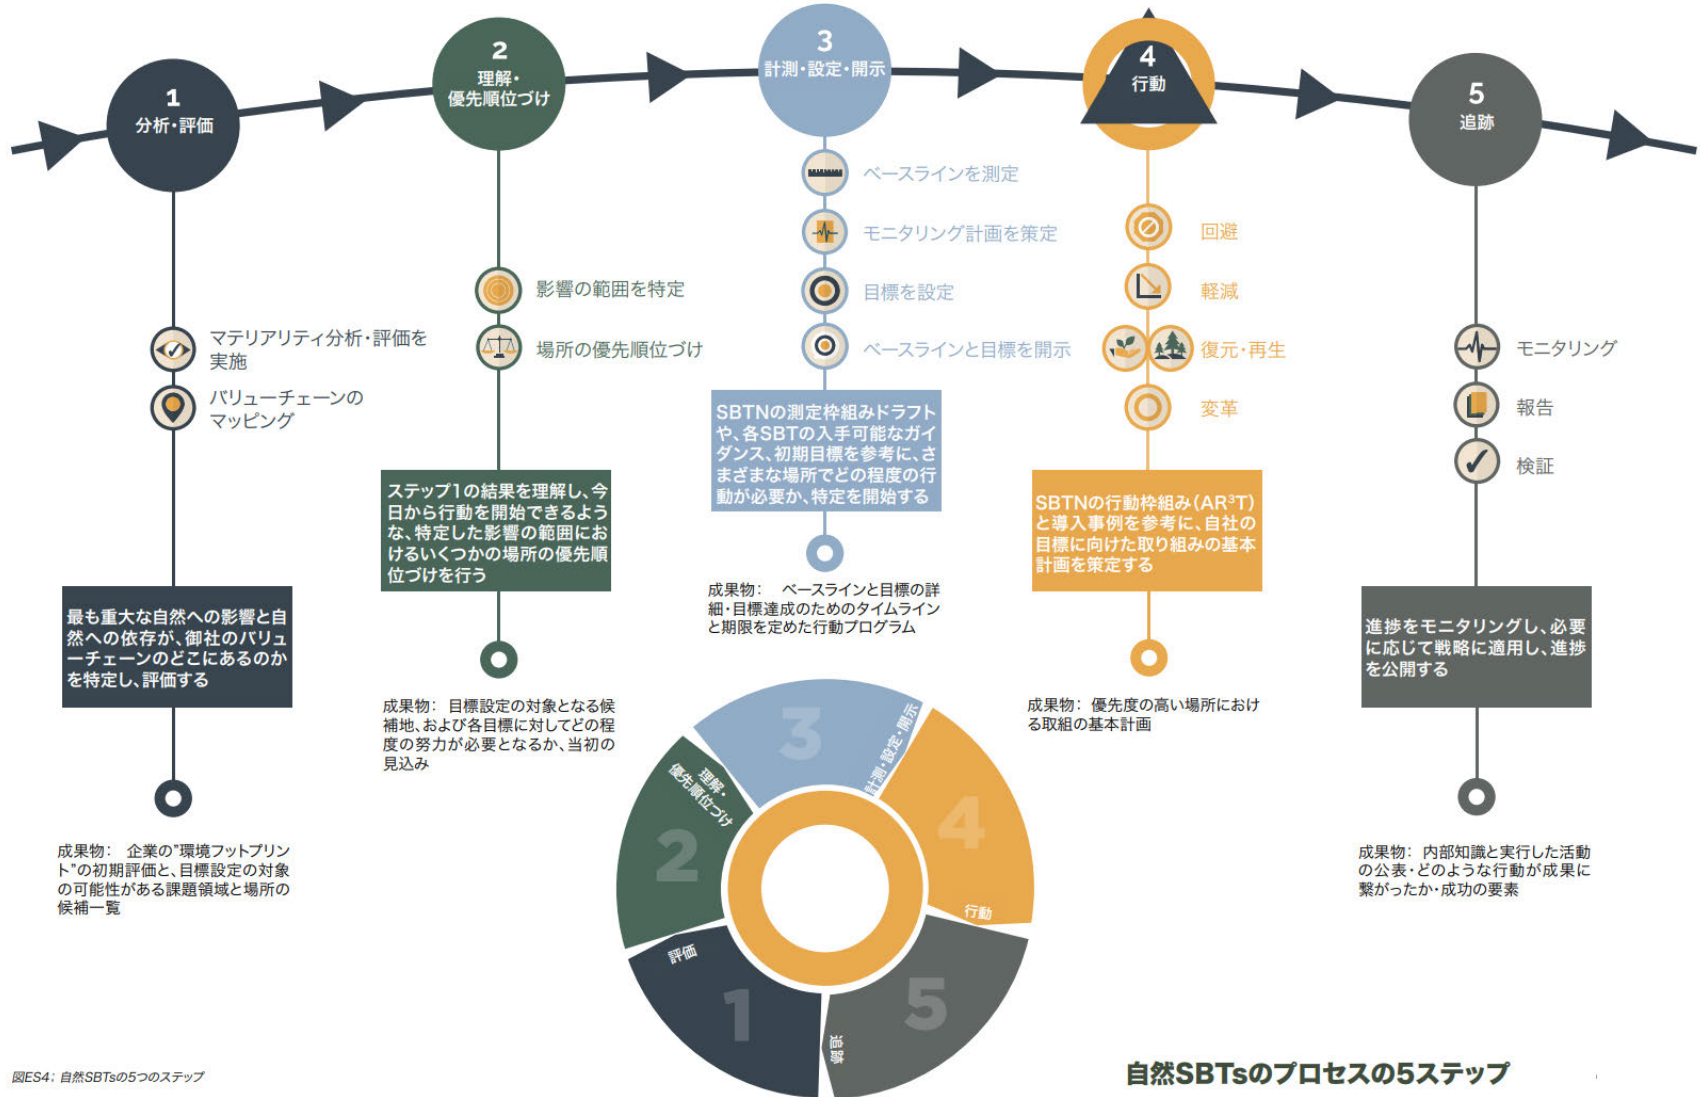 1
分析・評価
マテリアリティ分析・評価を
実施
バリューチェーンの
マッピング
最も重大な自然への影響と自
然への依存が、御社のバリュ
ーチェーンのどこにあるのか
を特定し、評価する
成果物： 企業の"環境フットプリン
ト"の初期評価と、目標設定の対象
の可能性がある課題領域と場所の
候補一覧
2
理解・
優先順位づけ
影響の範囲を特定
場所の優先順位づけ
ステップ1の結果を理解し、今
日から行動を開始できるよう
な、特定した影響の範囲にお
けるいくつかの場所の優先順
位づけを行う
成果物： 目標設定の対象となる候
補地、および各目標に対してどの程
度の努力が必要となるか、当初の
見込み
3
計測・設定・開示
ベースラインを測定
モニタリング計画を策定
目標を設定
ベースラインと目標を開示
SBTNの測定枠組みドラフト
や、各SBTの入手可能なガイ
ダンス、初期目標を参考に、さ
まざまな場所でどの程度の行
動が必要か、特定を開始する
成果物： ベースラインと目標の詳
細・目標達成のためのタイムライン
と期限を定めた行動プログラム
4
行動
回避
軽減
復元・再生
変革
SBTNの行動枠組み（AR³T）
と導入事例を参考に、自社の
目標に向けた取り組みの基本
計画を策定する
成果物： 優先度の高い場所におけ
る取組の基本計画
5
追跡
モニタリング
報告
検証
進捗をモニタリングし、必要
に応じて戦略に適用し、進捗
を公開する
成果物： 内部知識と実行した活動
の公表・どのような行動が成果に
繋がったか・成功の要素
1
評価
2
理解・
優先順位づけ
3
計測・設定・開示
4
行動
5
追跡
図ES4：自然SBTsの5つのステップ
自然SBTsのプロセスの5ステップ